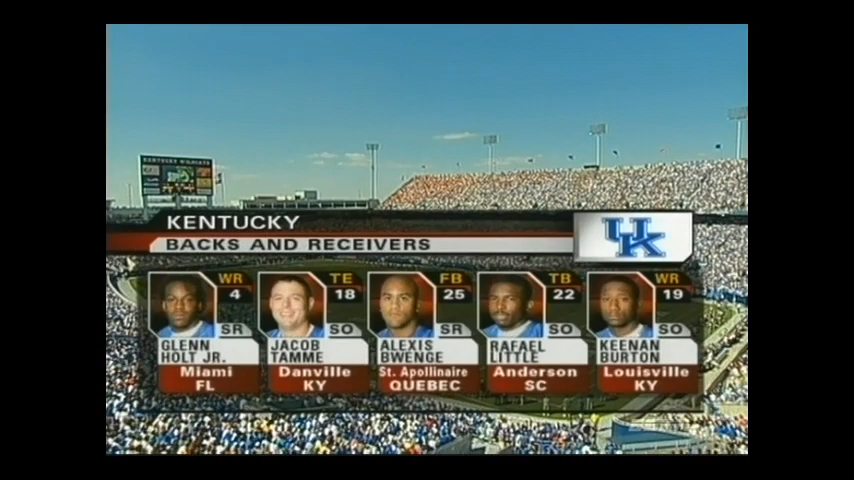 KENTUCKY WILDCATS
KENTUCKY
BACKS AND RECEIVERS
UK
WR
4
SR
GLENN
HOLT JR.
Miami
FL
TE
18
SO
JACOB
TAMME
Danville
KY
FB
25
SR
ALEXIS
BWENGE
St. Apollinaire
QUEBEC
TB
22
SO
RAFAEL
LITTLE
Anderson
SC
WR
19
SO
KEENAN
BURTON
Louisville
KY